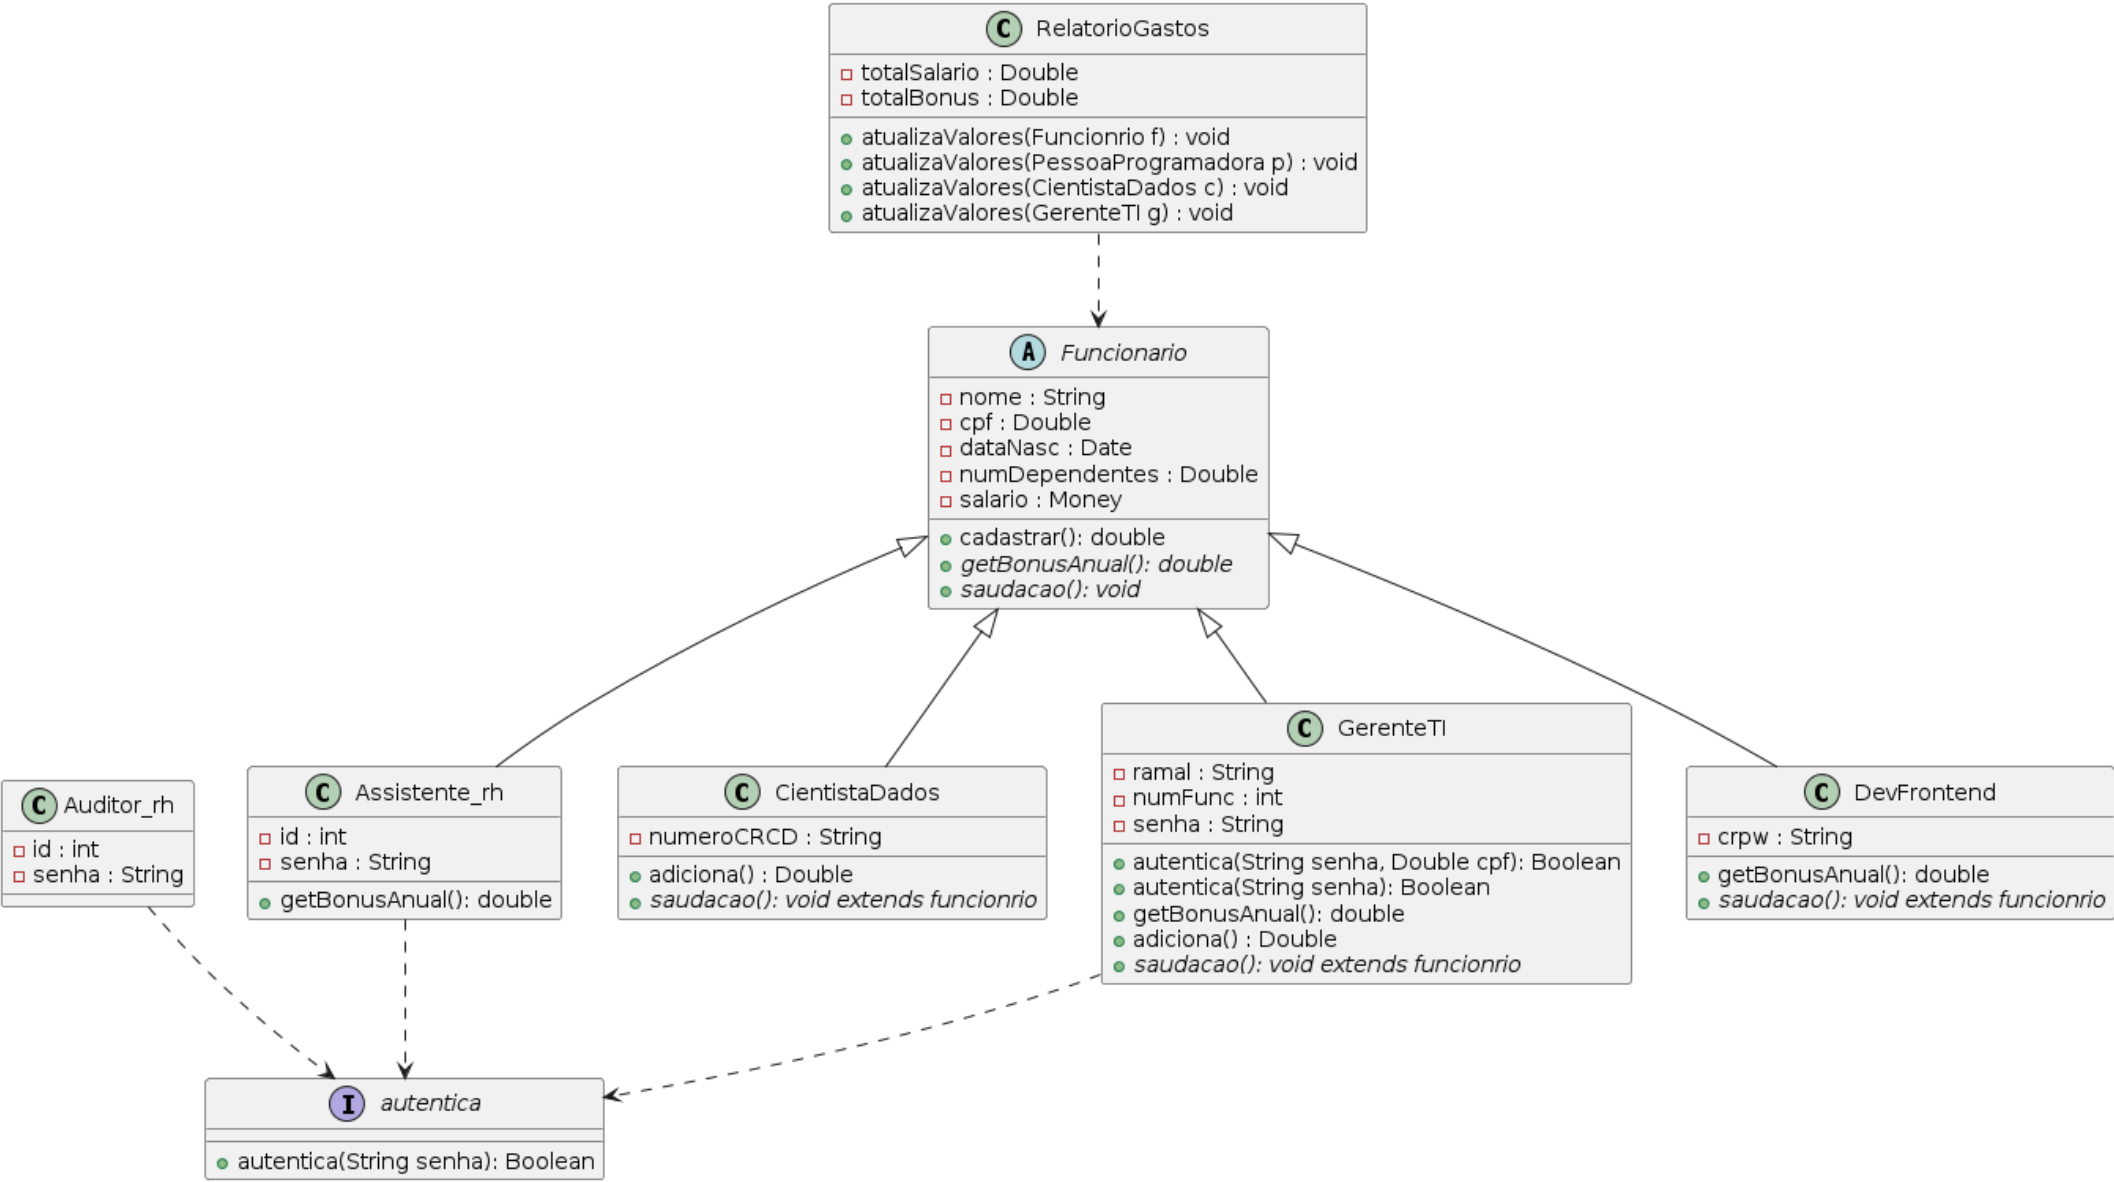 C RelatorioGastos
totalSalario : Double
totalBonus : Double
atualizaValores(Funcionrio f) : void
atualizaValores(PessoaProgramadora p) : void
atualizaValores(CientistaDados c) : void
atualizaValores(GerenteTI g) : void
A Funcionario
nome : String
cpf : Double
dataNasc : Date
numDependentes : Double
salario : Money
cadastrar(): double
getBonusAnual(): double
saudacao(): void
C Auditor_rh
id : int
senha : String
C Assistente_rh
id : int
senha : String
getBonusAnual(): double
C CientistaDados
numeroCRCD : String
adiciona() : Double
saudacao(): void extends funcionrio
C GerenteTI
ramal : String
numFunc : int
senha : String
autentica(String senha, Double cpf): Boolean
autentica(String senha): Boolean
getBonusAnual(): double
adiciona() : Double
saudacao(): void extends funcionrio
C DevFrontend
crpw : String
getBonusAnual(): double
saudacao(): void extends funcionrio
I autentica
autentica(String senha): Boolean